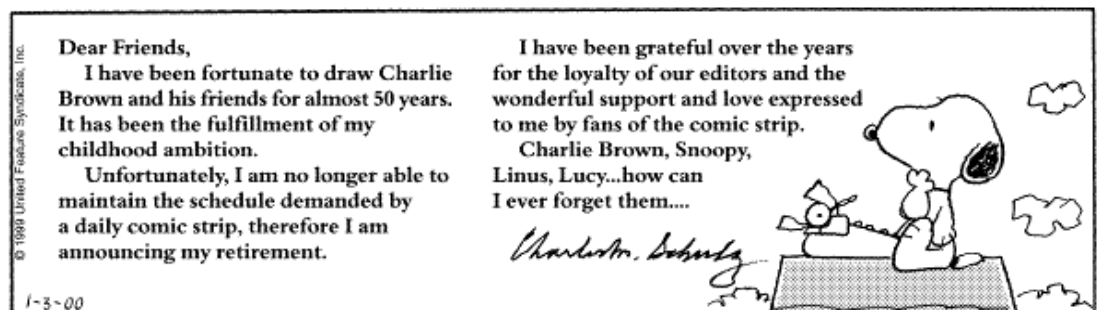 © 1999 United Feature Syndicate, Inc.
Dear Friends,
I have been fortunate to draw Charlie
Brown and his friends for almost 50 years.
It has been the fulfillment of my
childhood ambition.
Unfortunately, I am no longer able to
maintain the schedule demanded by
a daily comic strip, therefore I am
announcing my retirement.
I have been grateful over the years
for the loyalty of our editors and the
wonderful support and love expressed
to me by fans of the comic strip.
Charlie Brown, Snoopy,
Linus, Lucy...how can
I ever forget them....
Charles M. Schulz
1-3-00